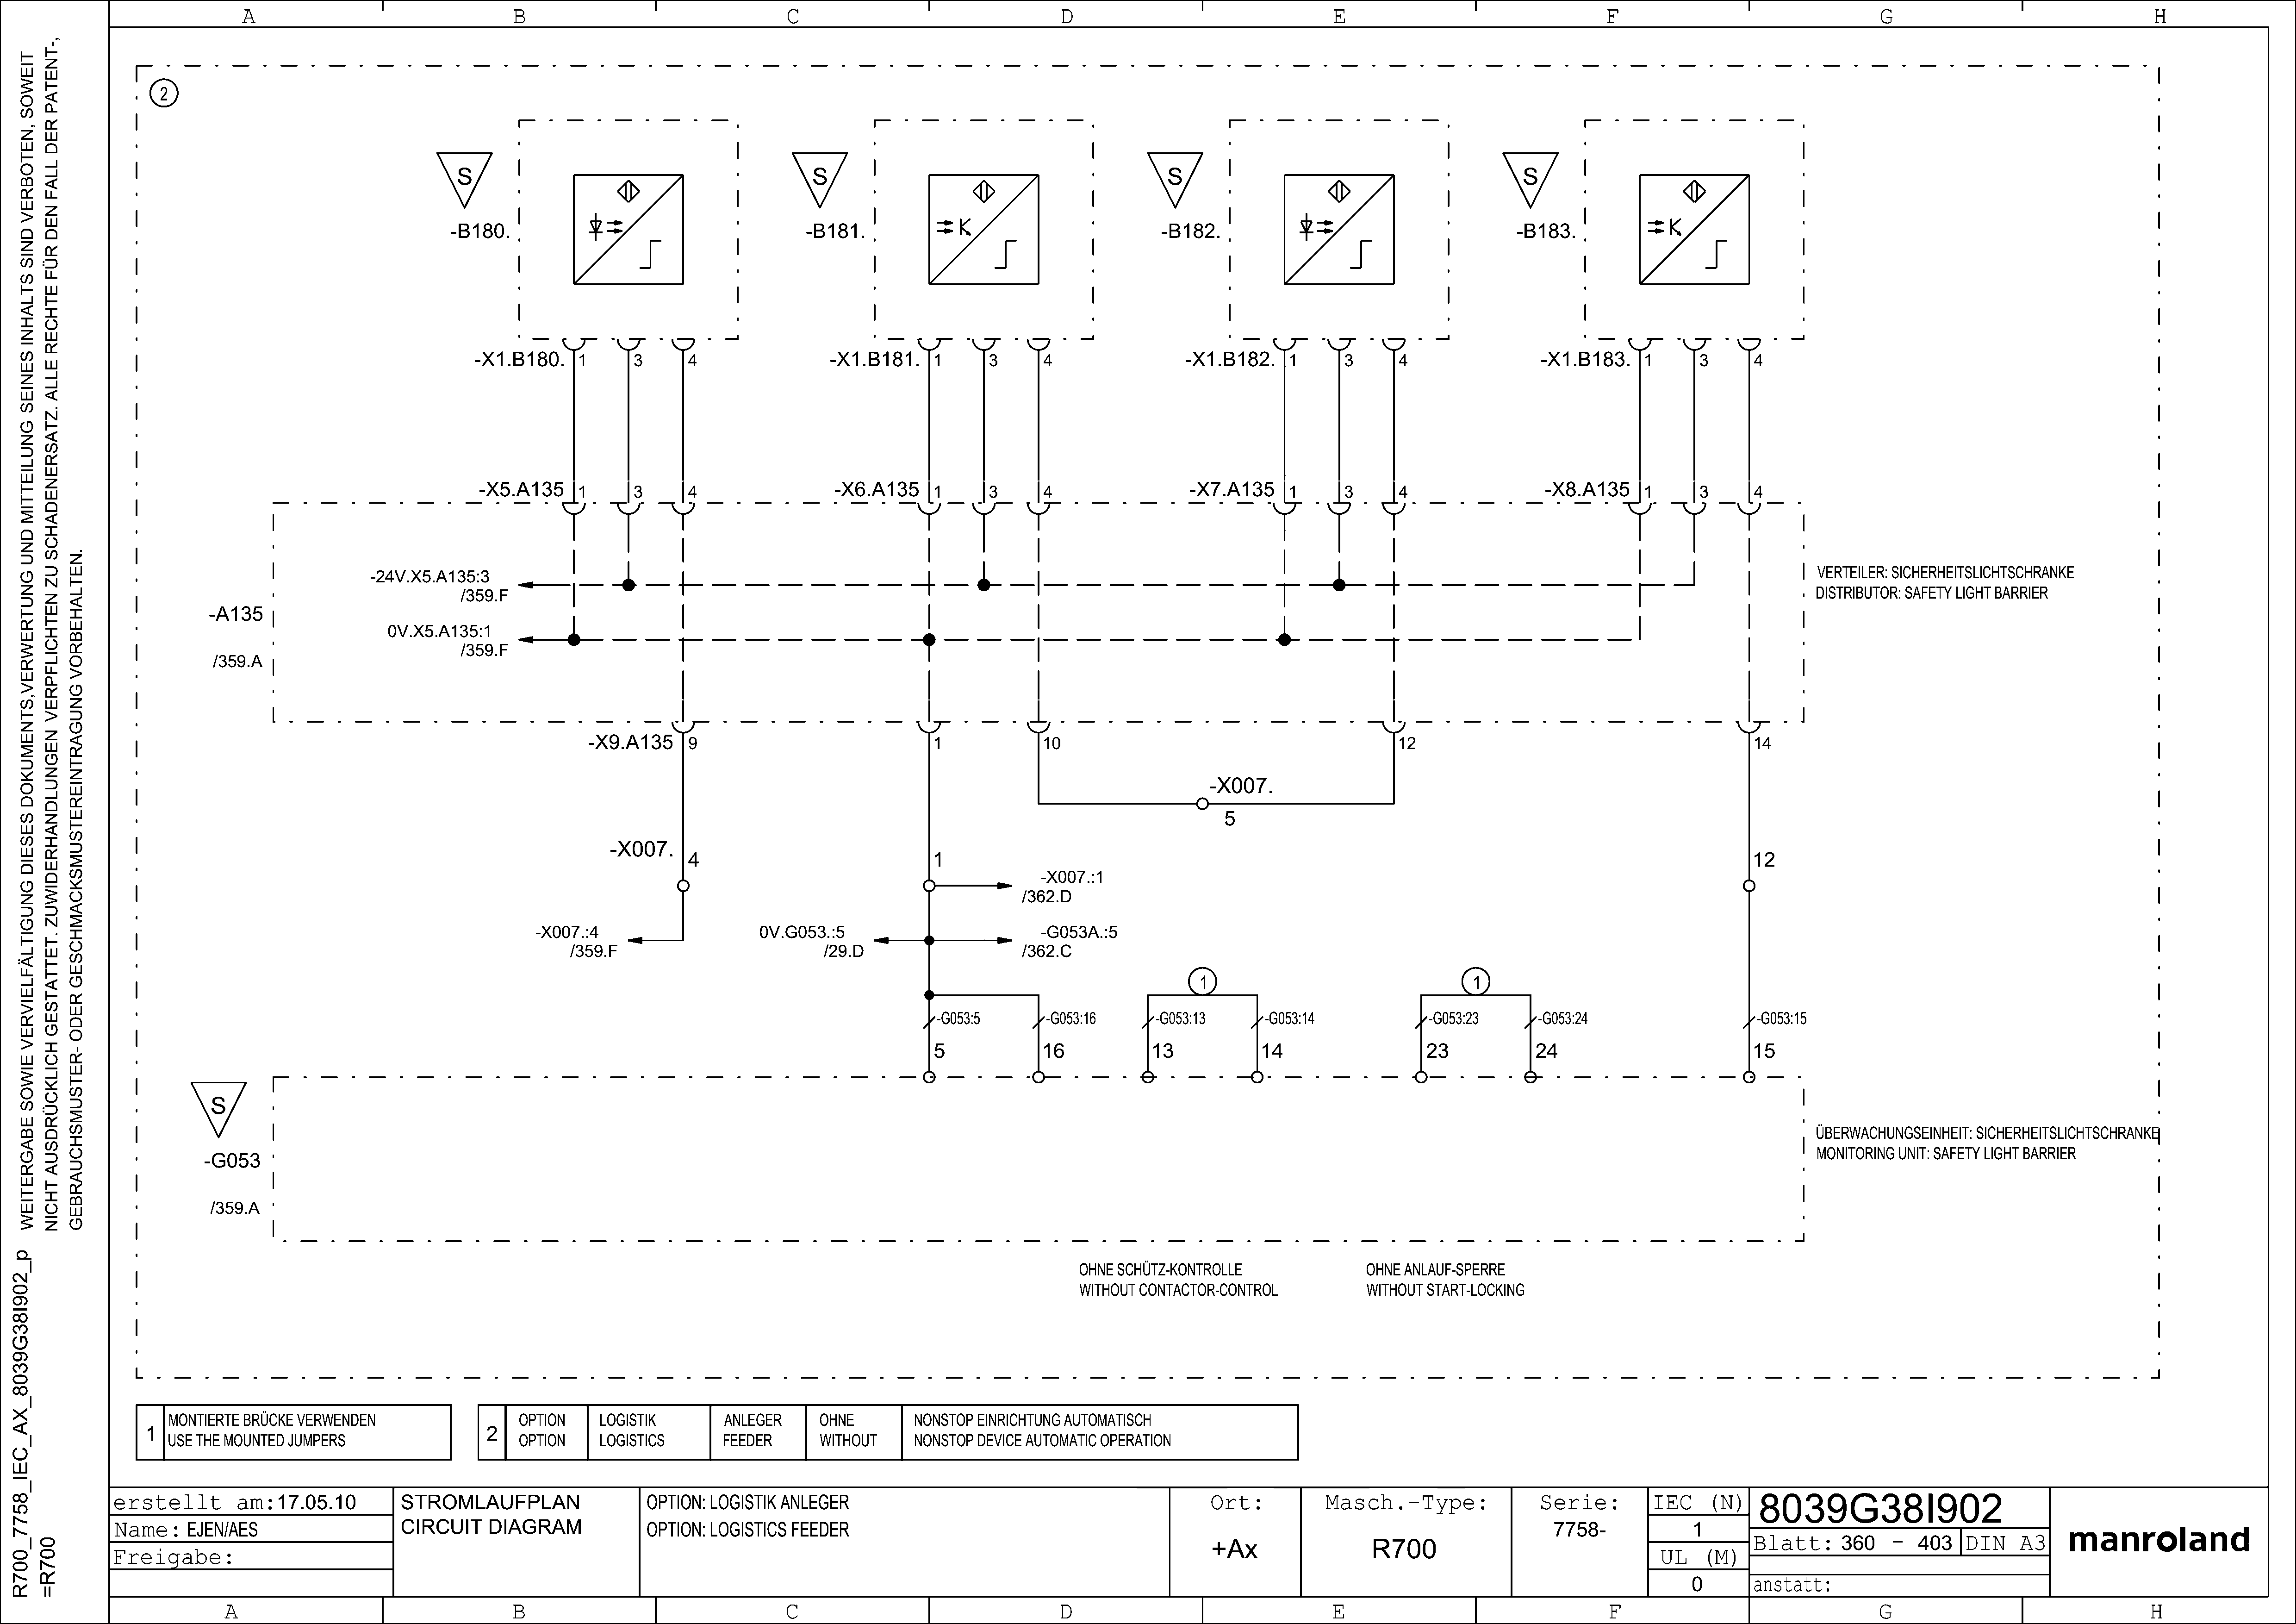 A B C D E F G H
2
S S S S
-B180. -B181. -B182. -B183.
K K
-X1.B180. 1 3 4 -X1.B181. 1 3 4 -X1.B182. 1 3 4 -X1.B183. 1 3 4
-X5.A135 1 3 4 -X6.A135 1 3 4 -X7.A135 1 3 4 -X8.A135 1 3 4
-24V.X5.A135:3
/359.F
VERTEILER: SICHERHEITSLICHTSCHRANKE
DISTRIBUTOR: SAFETY LIGHT BARRIER
-A135
0V.X5.A135:1
/359.F
/359.A
-X9.A135 9 1 10 12 14
-X007.
5
-X007. 4 1 12
-X007.:1
/362.D
-X007.:4
/359.F
0V.G053.:5
/29.D
-G053A.:5
/362.C
1 1
-G053:5 -G053:16 -G053:13 -G053:14 -G053:23 -G053:24 -G053:15
5 16 13 14 23 24 15
S
-G053
/359.A
ÜBERWACHUNGSEINHEIT: SICHERHEITSLICHTSCHRANKE
MONITORING UNIT: SAFETY LIGHT BARRIER
OHNE SCHÜTZ-KONTROLLE
WITHOUT CONTACTOR-CONTROL
OHNE ANLAUF-SPERRE
WITHOUT START-LOCKING
1
MONTIERTE BRÜCKE VERWENDEN
USE THE MOUNTED JUMPERS
2
OPTION LOGISTIK ANLEGER OHNE NONSTOP EINRICHTUNG AUTOMATISCH
OPTION LOGISTICS FEEDER WITHOUT NONSTOP DEVICE AUTOMATIC OPERATION
erstellt am:17.05.10
Name: EJEN/AES
Freigabe:
STROMLAUFPLAN
CIRCUIT DIAGRAM
OPTION: LOGISTIK ANLEGER
OPTION: LOGISTICS FEEDER
Ort:
+Ax
Masch.-Type:
R700
Serie:
7758-
IEC (N)
1
UL (M)
0
8039G38I902
Blatt: 360 - 403 DIN A3
anstatt:
manroland
A B C D E F G H
WEITERGABE SOWIE VERVIELFÄLTIGUNG DIESES DOKUMENTS,VERWERTUNG UND MITTEILUNG SEINES INHALTS SIND VERBOTEN, SOWEIT
NICHT AUSDRÜCKLICH GESTATTET. ZUWIDERHANDLUNGEN VERPFLICHTEN ZU SCHADENERSATZ. ALLE RECHTE FÜR DEN FALL DER PATENT-,
GEBRAUCHSMUSTER- ODER GESCHMACKSMUSTEREINTRAGUNG VORBEHALTEN.
R700_7758_IEC_AX_8039G38I902_p
=R700